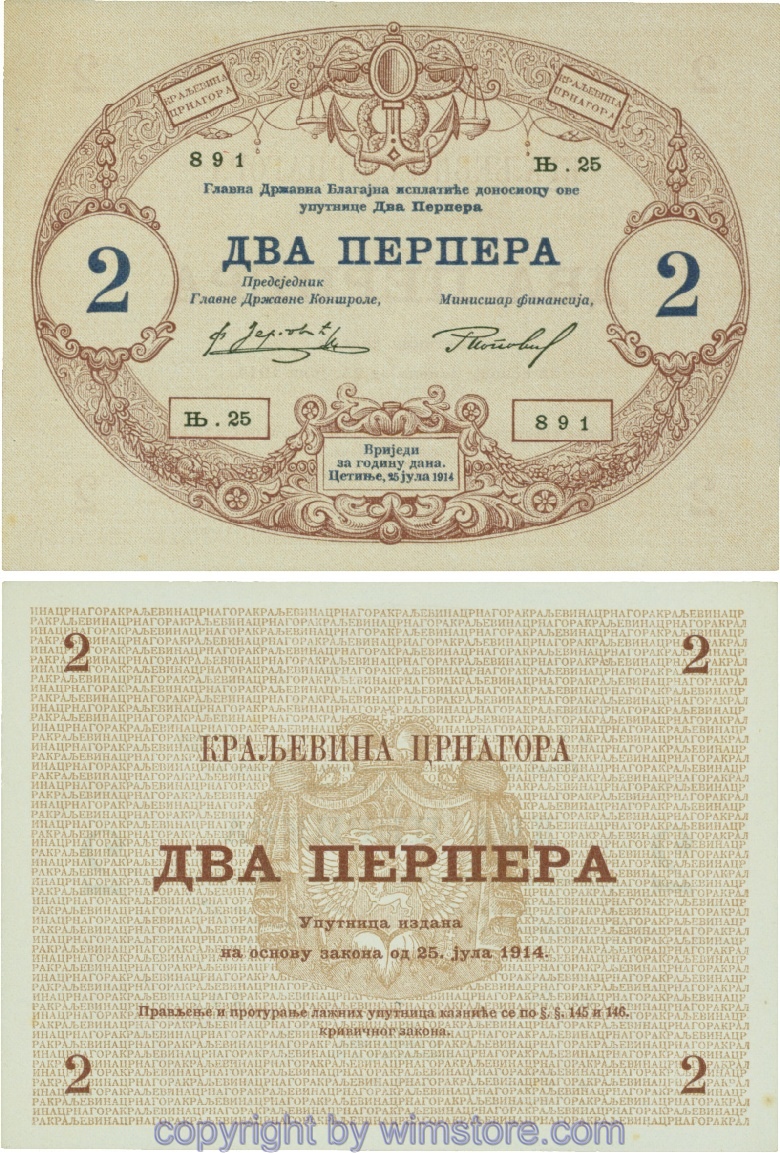 КРАЉЕВИНА
ЦРНАГОРА
КРАЉЕВИНА
ЦРНАГОРА
891
Њ.25
Главна Државна Благајна исплатиће доносиоцу ове
упутнице Два Перпера
2
ДВА ПЕРПЕРА
2
Предсједник
Главне Државне Контроле,
Министар финансија,
Њ.25
891
Вриједи
за годину дана.
Цетиње, 25 јула 1914
2
2
КРАЉЕВИНА ЦРНАГОРА
ДВА ПЕРПЕРА
Упутница издана
на основу закона од 25. јула 1914.
Прављење и протурање лажних упутница казниће се по §. §. 145 и 146.
кривичног закона.
2
2
copyright by wimstore.com